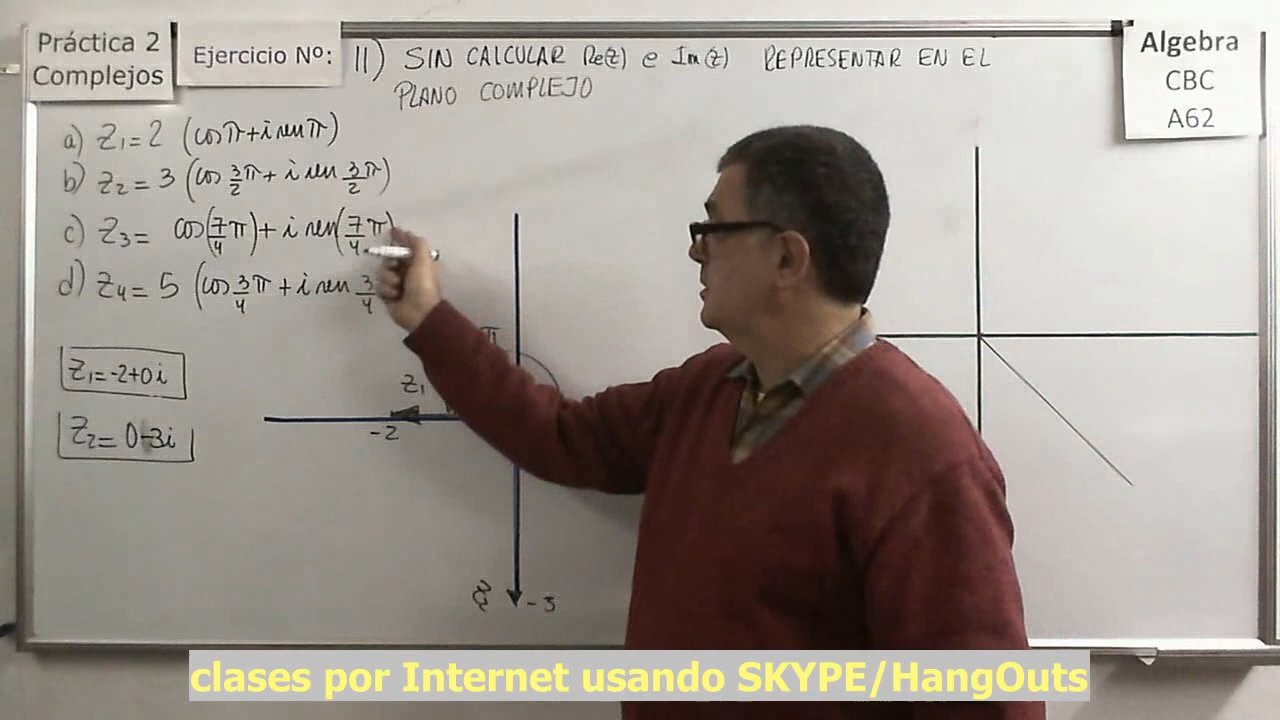 Práctica 2
Complejos
Ejercicio Nº: 11) SIN CALCULAR Re(z) e Im(z) REPRESENTAR EN EL
PLANO COMPLEJO
Algebra
CBC
A62
a) Z1 = 2 (cos π + i sen π)
b) Z2 = 3 (cos 3/2 π + i sen 3/2 π)
c) Z3 = cos(7/4 π) + i sen(7/4 π)
d) Z4 = 5 (cos 3/4 π + i sen 3/4
Z1 = -2+0i
Z2 = 0-3i
π
Z1
-2
Z2
-3
clases por Internet usando SKYPE/HangOuts